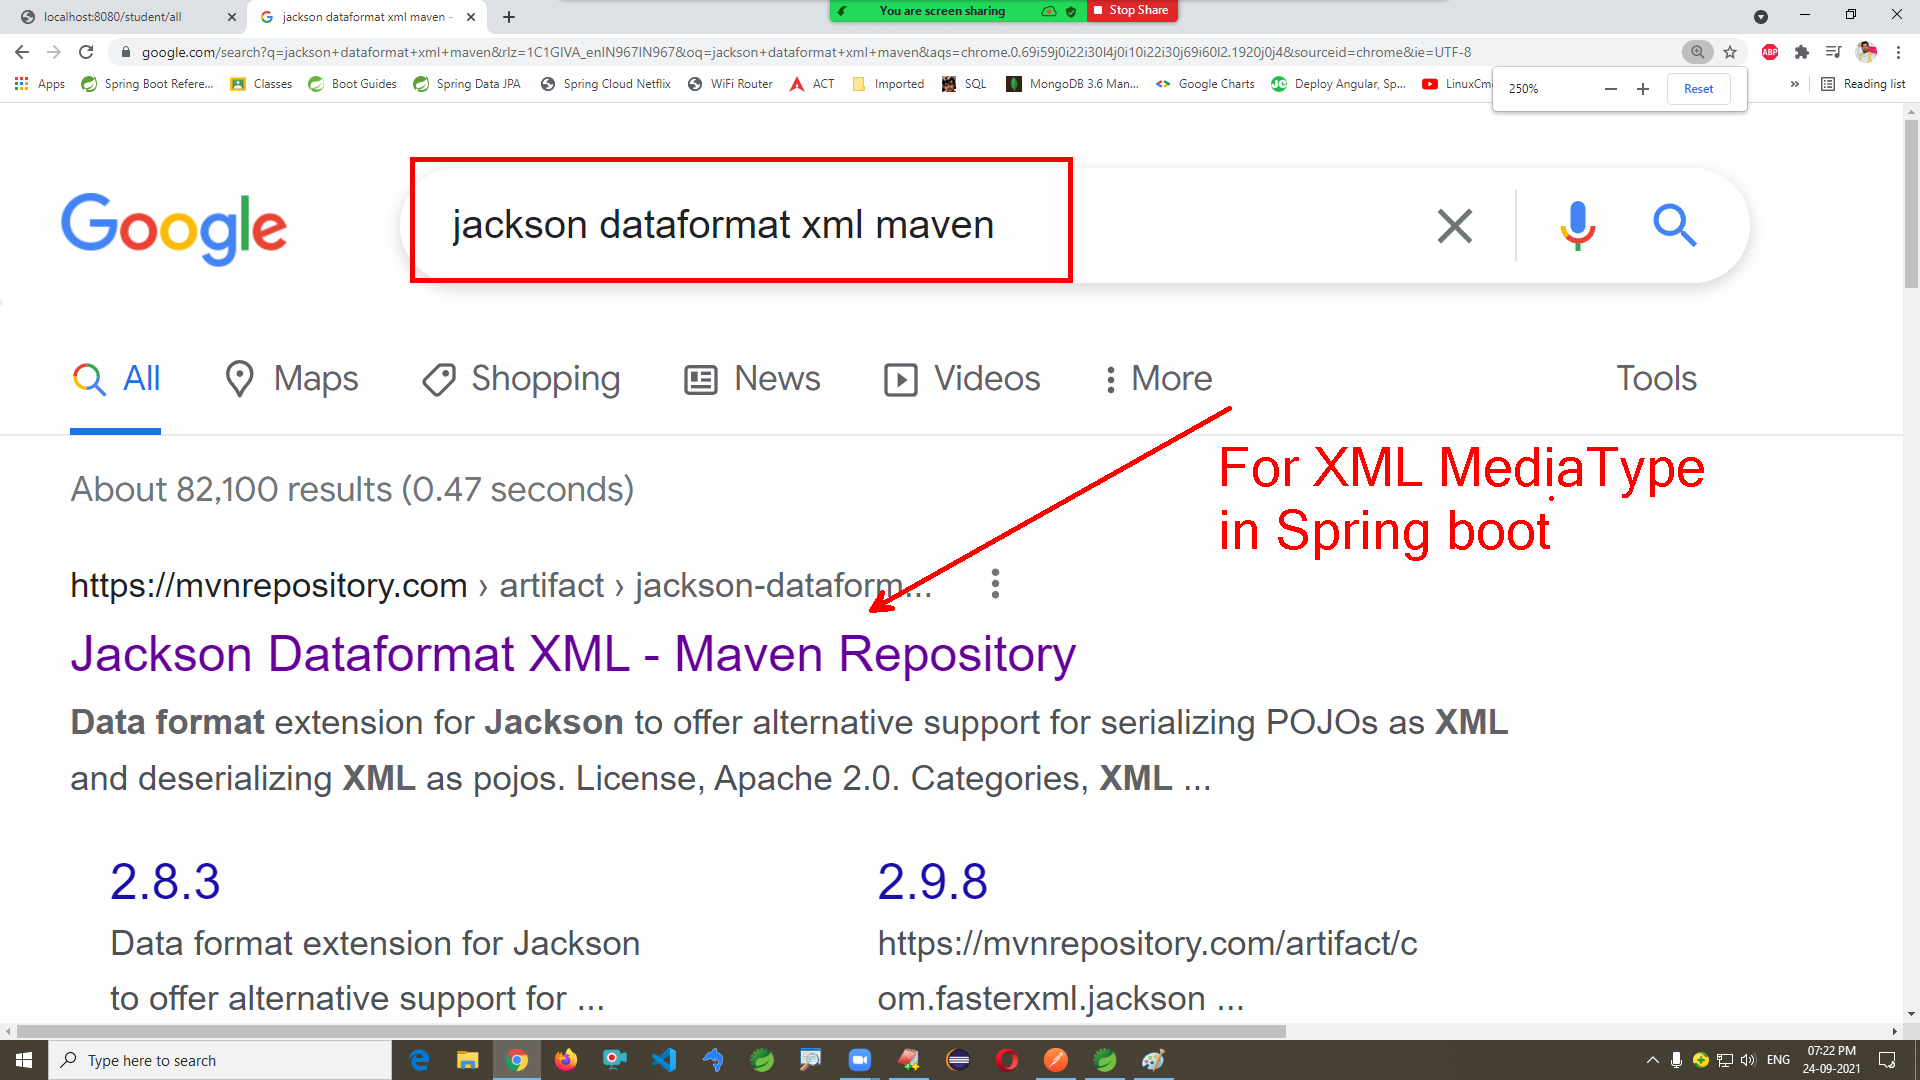 localhost:8080/student/all
jackson dataformat xml maven -
You are screen sharing
Stop Share
google.com/search?q=jackson+dataformat+xml+maven&rlz=1C1GIVA_enIN967IN967&oq=jackson+dataformat+xml+maven&aqs=chrome.0.69i59j0i22i30l4j0i10i22i30j69i60l2.1920j0j4&sourceid=chrome&ie=UTF-8
Apps
Spring Boot Refere...
Classes
Boot Guides
Spring Data JPA
Spring Cloud Netflix
WiFi Router
ACT
Imported
SQL
MongoDB 3.6 Man...
Google Charts
Deploy Angular, Sp...
LinuxCm
»
Reading list
ABP
250%
Reset
Google
jackson dataformat xml maven
All
Maps
Shopping
News
Videos
More
Tools
About 82,100 results (0.47 seconds)
For XML MediaType
in Spring boot
https://mvnrepository.com › artifact › jackson-dataform...
Jackson Dataformat XML - Maven Repository
Data format extension for Jackson to offer alternative support for serializing POJOs as XML
and deserializing XML as pojos. License, Apache 2.0. Categories, XML ...
2.8.3
Data format extension for Jackson
to offer alternative support for ...
2.9.8
https://mvnrepository.com/artifact/c
om.fasterxml.jackson ...
Type here to search
ENG
07:22 PM
24-09-2021